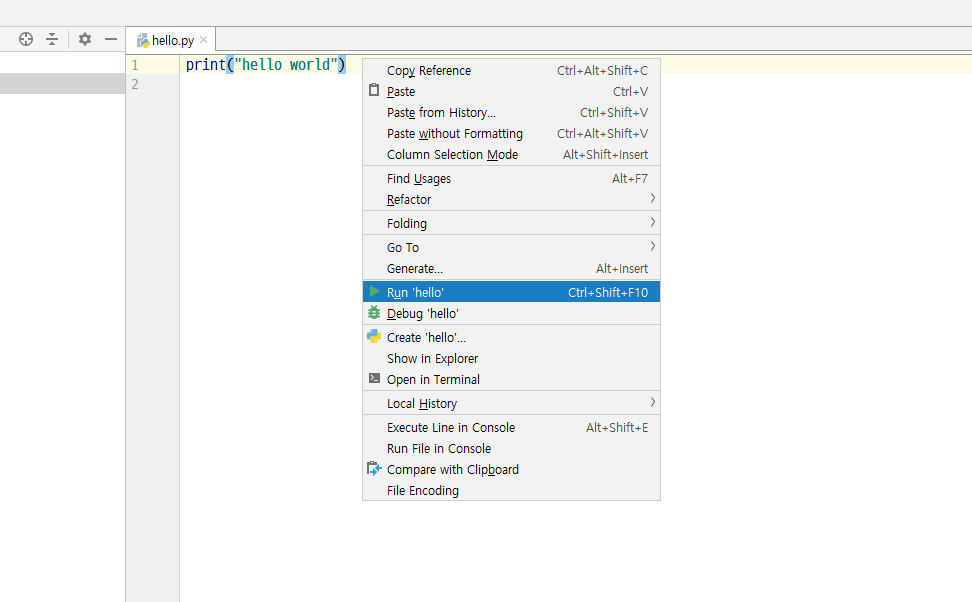 hello.py
1 print("hello world")
2
Copy Reference Ctrl+Alt+Shift+C
Paste Ctrl+V
Paste from History... Ctrl+Shift+V
Paste without Formatting Ctrl+Alt+Shift+V
Column Selection Mode Alt+Shift+Insert
Find Usages Alt+F7
Refactor
Folding
Go To
Generate... Alt+Insert
Run 'hello' Ctrl+Shift+F10
Debug 'hello'
Create 'hello'...
Show in Explorer
Open in Terminal
Local History
Execute Line in Console Alt+Shift+E
Run File in Console
Compare with Clipboard
File Encoding